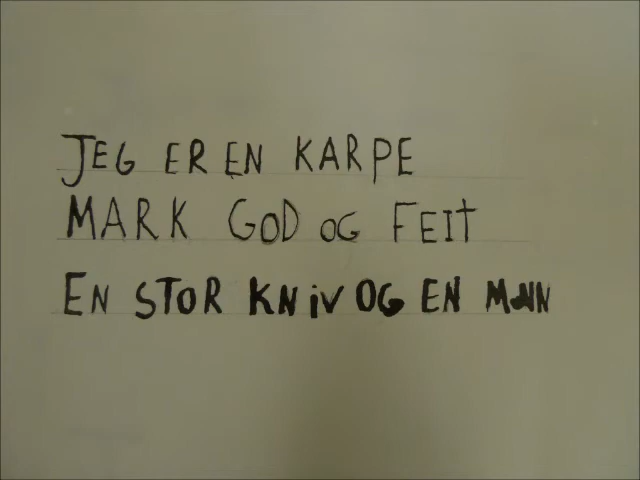 JEG ER EN KARPE
MARK GOD OG FEIT
EN STOR KNiV OG EN MANN